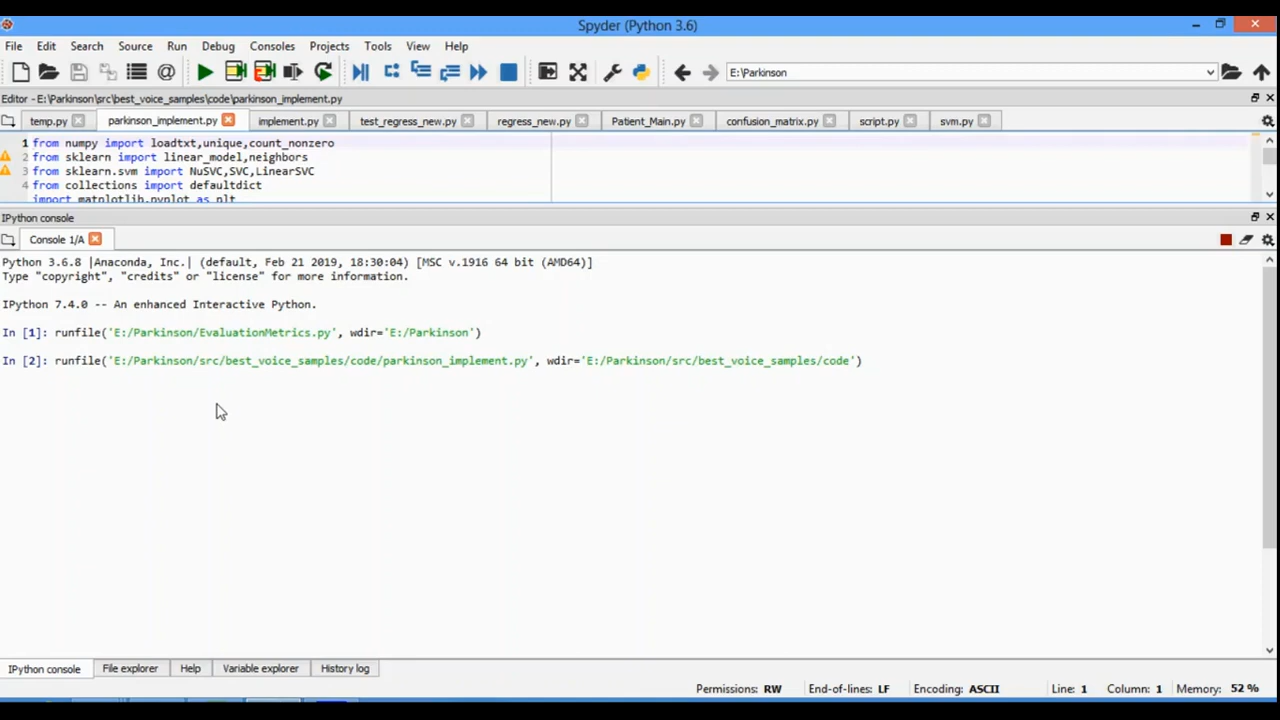 Spyder (Python 3.6)
File Edit Search Source Run Debug Consoles Projects Tools View Help
E:\Parkinson
Editor - E:\Parkinson\src\best_voice_samples\code\parkinson_implement.py
temp.py parkinson_implement.py implement.py test_regress_new.py regress_new.py Patient_Main.py confusion_matrix.py script.py svm.py
1 from numpy import loadtxt,unique,count_nonzero
2 from sklearn import linear_model,neighbors
3 from sklearn.svm import NuSVC,SVC,LinearSVC
4 from collections import defaultdict
import matplotlib.pyplot as plt
IPython console
Console 1/A
Python 3.6.8 |Anaconda, Inc.| (default, Feb 21 2019, 18:30:04) [MSC v.1916 64 bit (AMD64)]
Type "copyright", "credits" or "license" for more information.
IPython 7.4.0 -- An enhanced Interactive Python.
In [1]: runfile('E:/Parkinson/EvaluationMetrics.py', wdir='E:/Parkinson')
In [2]: runfile('E:/Parkinson/src/best_voice_samples/code/parkinson_implement.py', wdir='E:/Parkinson/src/best_voice_samples/code')
IPython console File explorer Help Variable explorer History log
Permissions: RW End-of-lines: LF Encoding: ASCII Line: 1 Column: 1 Memory: 52 %